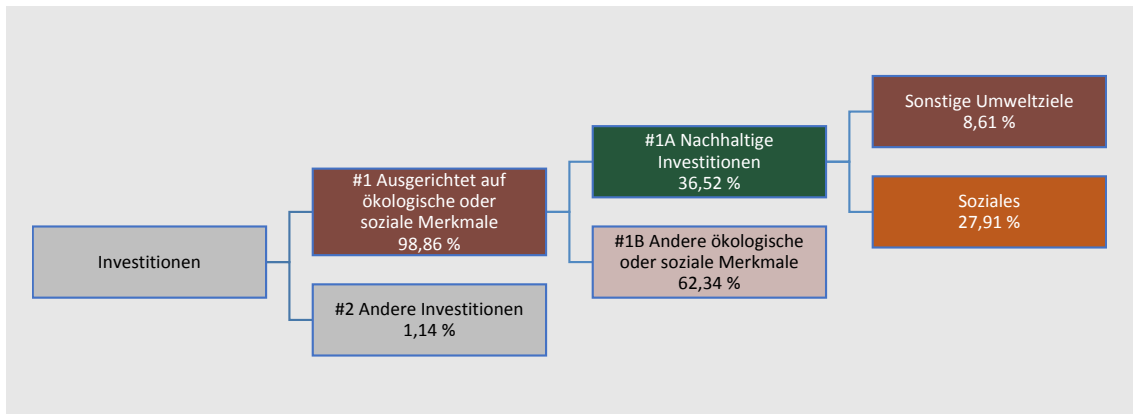 Investitionen
#1 Ausgerichtet auf
ökologische oder
soziale Merkmale
98,86 %
#2 Andere Investitionen
1,14 %
#1A Nachhaltige
Investitionen
36,52 %
#1B Andere ökologische
oder soziale Merkmale
62,34 %
Sonstige Umweltziele
8,61 %
Soziales
27,91 %